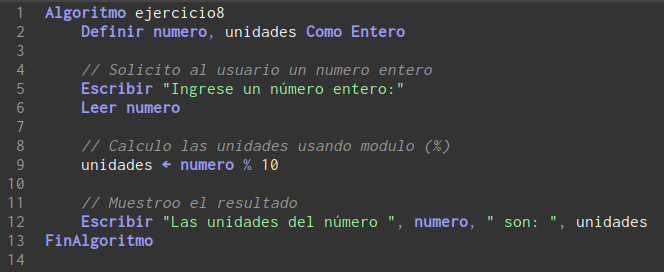 1 Algoritmo ejercicio8
2 Definir numero, unidades Como Entero
3
4 // Solicito al usuario un numero entero
5 Escribir "Ingrese un número entero:"
6 Leer numero
7
8 // Calculo las unidades usando modulo (%)
9 unidades ← numero % 10
10
11 // Muestroo el resultado
12 Escribir "Las unidades del número ", numero, " son: ", unidades
13 FinAlgoritmo
14